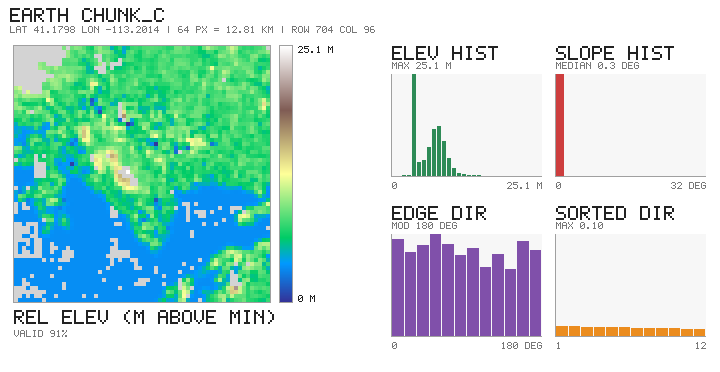 EARTH CHUNK_C
LAT 41.1798 LON -113.2014 | 64 PX = 12.81 KM | ROW 704 COL 96
25.1 M
0 M
REL ELEV (M ABOVE MIN)
VALID 91%
ELEV HIST
MAX 25.1 M
0 25.1 M
SLOPE HIST
MEDIAN 0.3 DEG
0 32 DEG
EDGE DIR
MOD 180 DEG
0 180 DEG
SORTED DIR
MAX 0.10
1 12